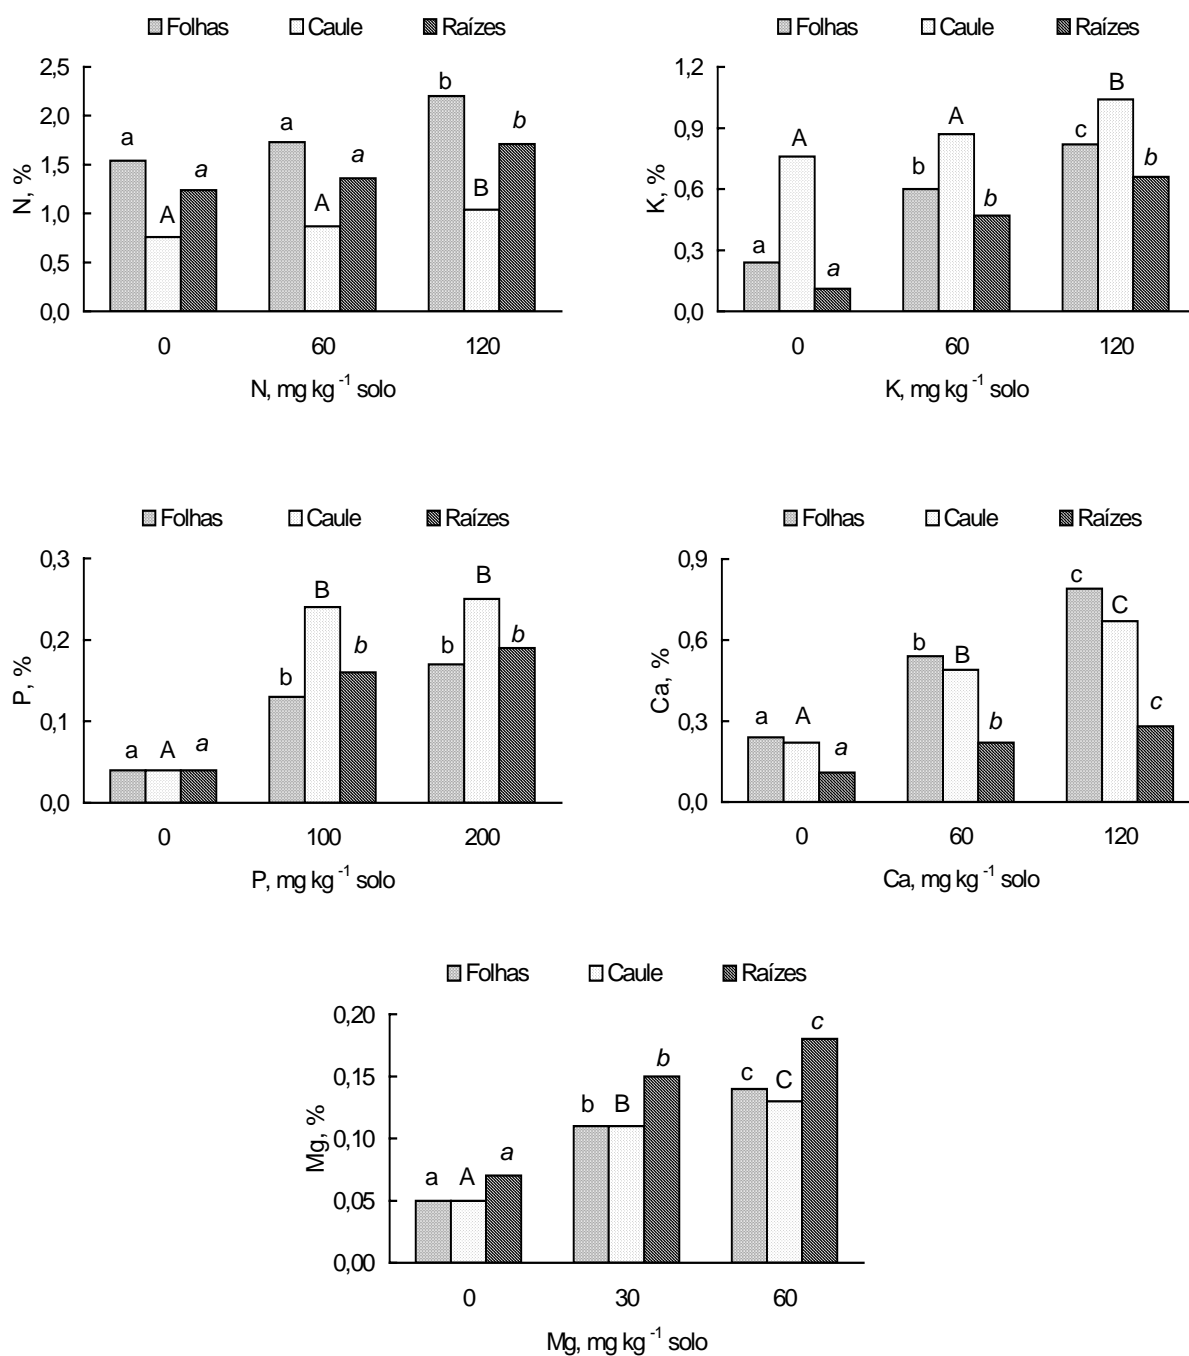 Folhas Caule Raízes
2,5
2,0
1,5
1,0
0,5
0,0
N, %
a A a
a A a
b B b
0 60 120
N, mg kg -1 solo
Folhas Caule Raízes
1,2
0,9
0,6
0,3
0,0
K, %
a A a
b A b
c B b
0 60 120
K, mg kg -1 solo
Folhas Caule Raízes
0,3
0,2
0,1
0,0
P, %
a A a
b B b
b B b
0 100 200
P, mg kg -1 solo
Folhas Caule Raízes
0,9
0,6
0,3
0,0
Ca, %
a A a
b B b
c C c
0 60 120
Ca, mg kg -1 solo
Folhas Caule Raízes
0,20
0,15
0,10
0,05
0,00
Mg, %
a A a
b B b
c C c
0 30 60
Mg, mg kg -1 solo